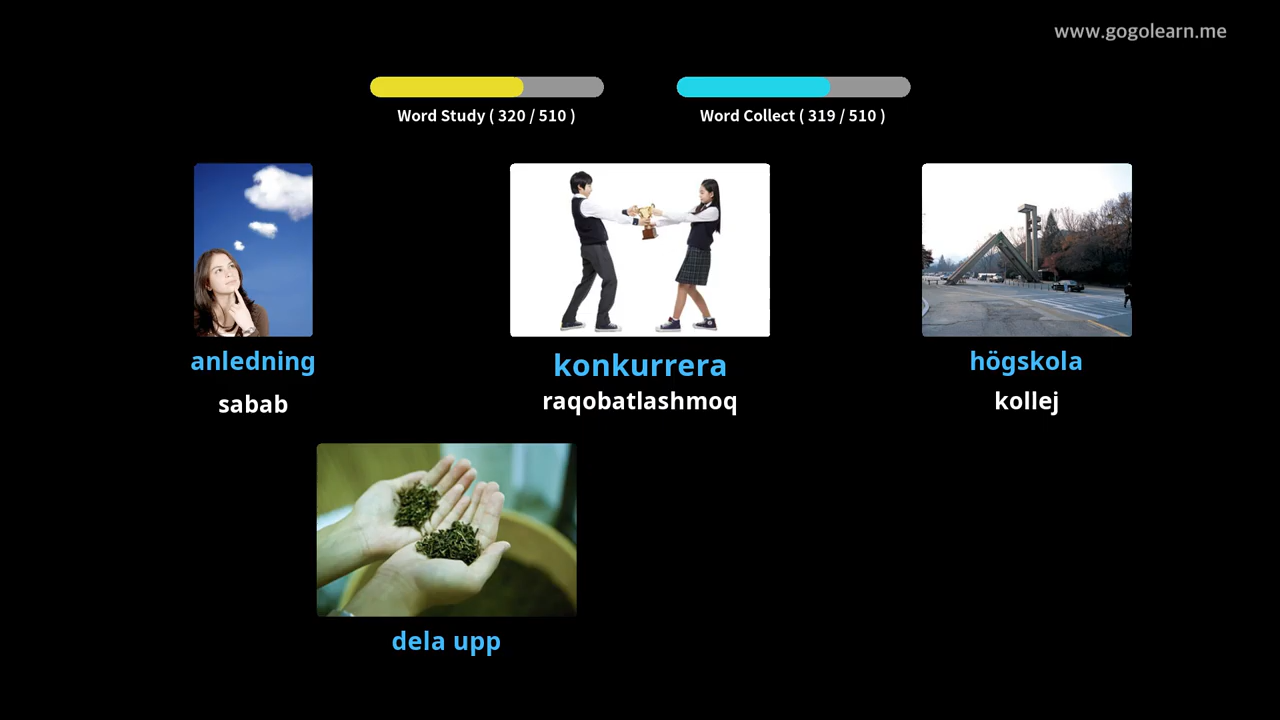 www.gogolearn.me
Word Study ( 320 / 510 )
Word Collect ( 319 / 510 )
anledning
sabab
konkurrera
raqobatlashmoq
högskola
kollej
dela upp